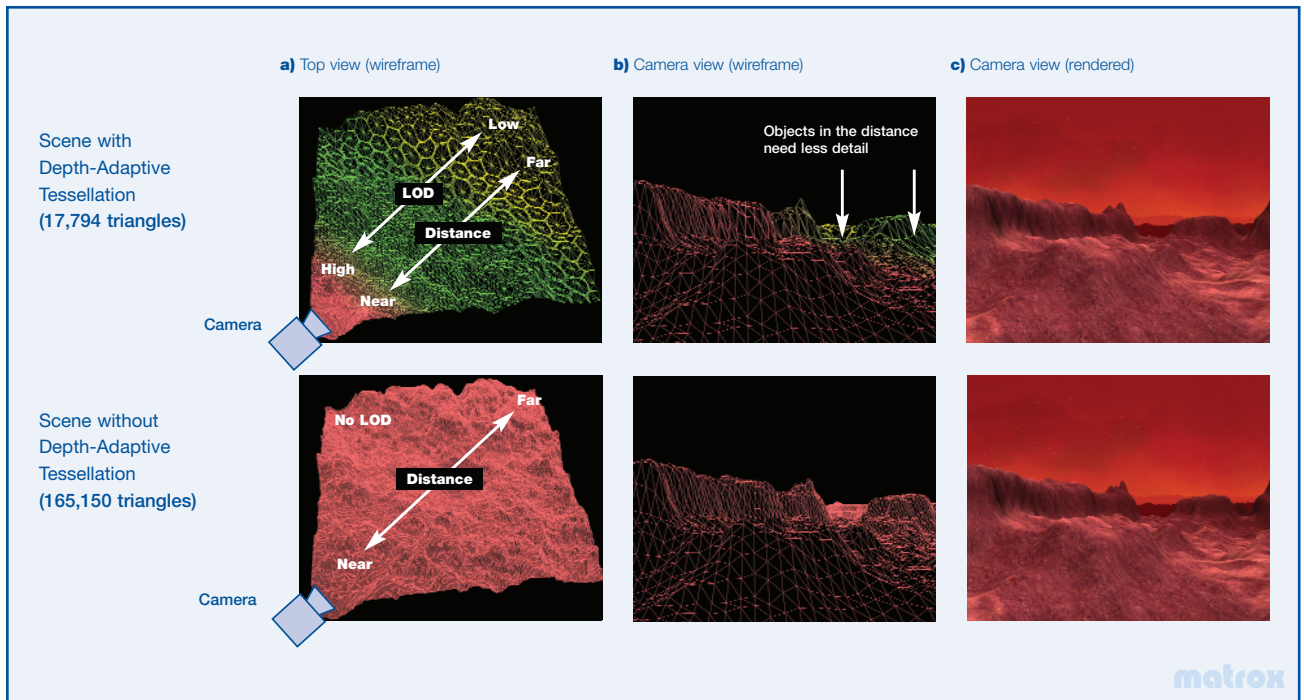 a) Top view (wireframe)
b) Camera view (wireframe)
c) Camera view (rendered)
Scene with
Depth-Adaptive
Tessellation
(17,794 triangles)
Low
Far
LOD
Distance
High
Near
Camera
Objects in the distance
need less detail
Scene without
Depth-Adaptive
Tessellation
(165,150 triangles)
No LOD
Far
Distance
Near
Camera
matrox